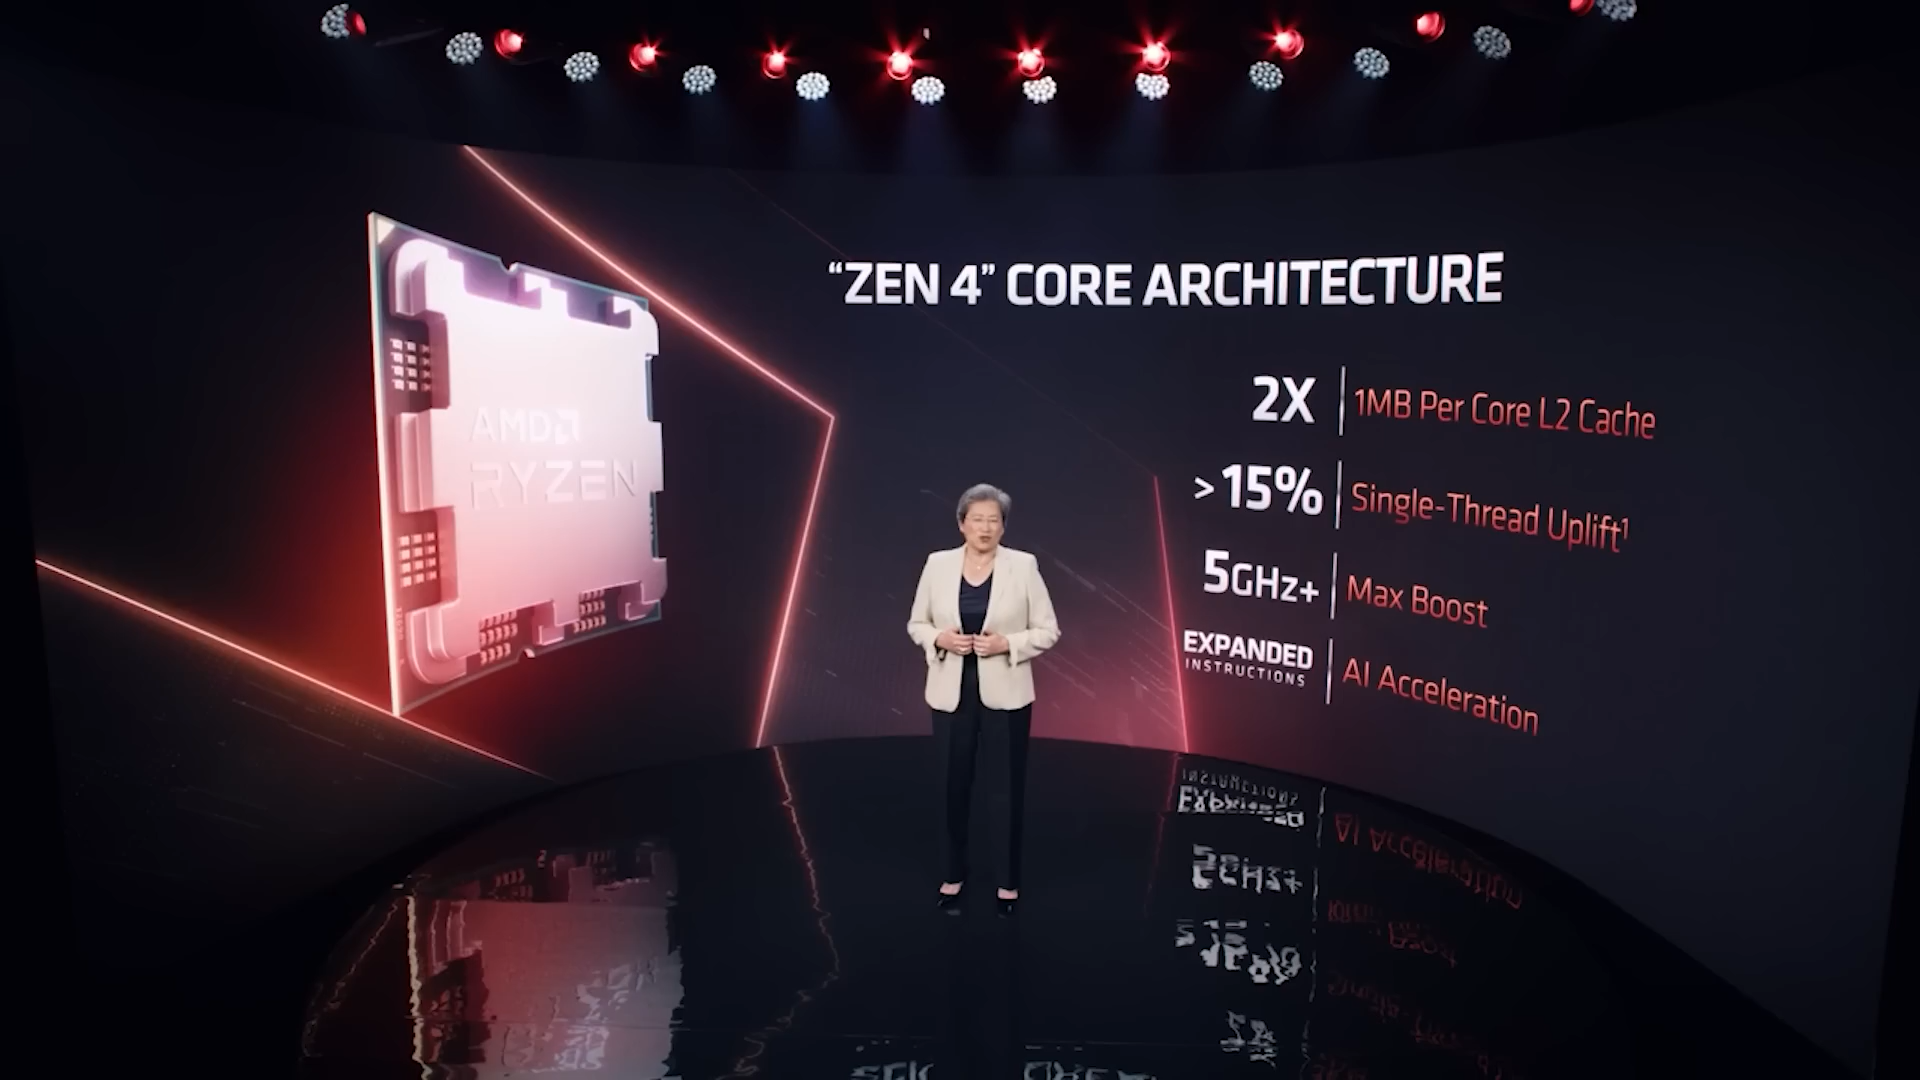 "ZEN 4" CORE ARCHITECTURE
2X 1MB Per Core L2 Cache
>15% Single-Thread Uplift¹
5GHz+ Max Boost
EXPANDED
INSTRUCTIONS
AI Acceleration
AMD
RYZEN